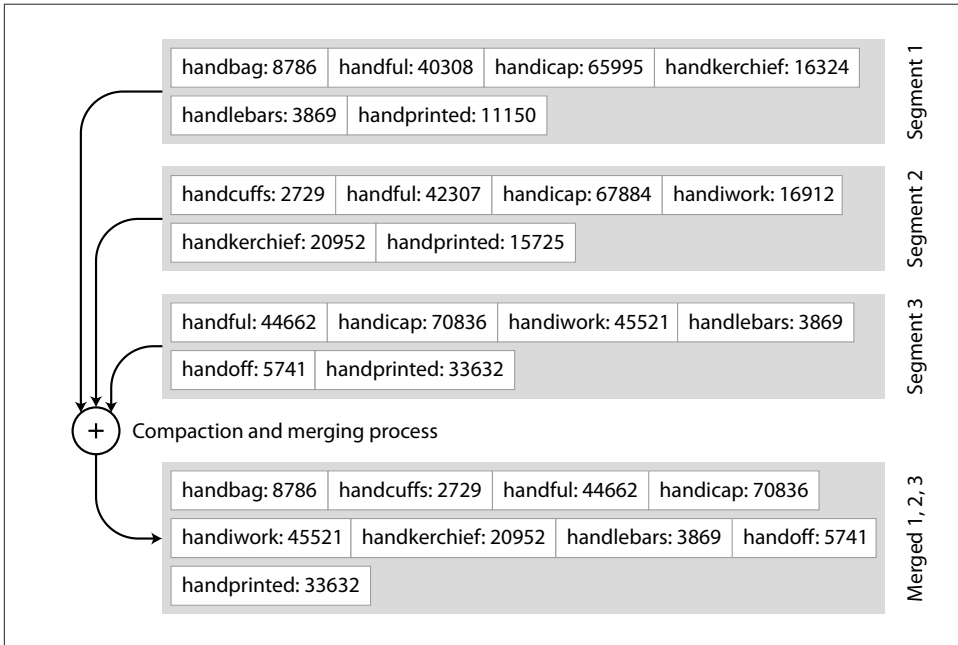 handbag: 8786 handful: 40308 handicap: 65995 handkerchief: 16324
handlebars: 3869 handprinted: 11150
Segment 1
handcuffs: 2729 handful: 42307 handicap: 67884 handiwork: 16912
handkerchief: 20952 handprinted: 15725
Segment 2
handful: 44662 handicap: 70836 handiwork: 45521 handlebars: 3869
handoff: 5741 handprinted: 33632
Segment 3
+ Compaction and merging process
handbag: 8786 handcuffs: 2729 handful: 44662 handicap: 70836
handiwork: 45521 handkerchief: 20952 handlebars: 3869 handoff: 5741
handprinted: 33632
Merged 1, 2, 3